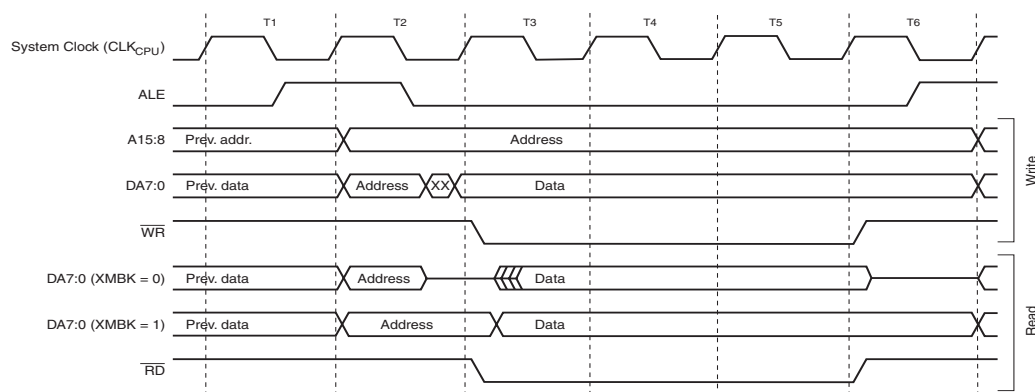 T1 T2 T3 T4 T5 T6
System Clock (CLKCPU)
ALE
A15:8 Prev. addr. Address
DA7:0 Prev. data Address XX Data
WR
Write
DA7:0 (XMBK = 0) Prev. data Address Data
DA7:0 (XMBK = 1) Prev. data Address Data
RD
Read